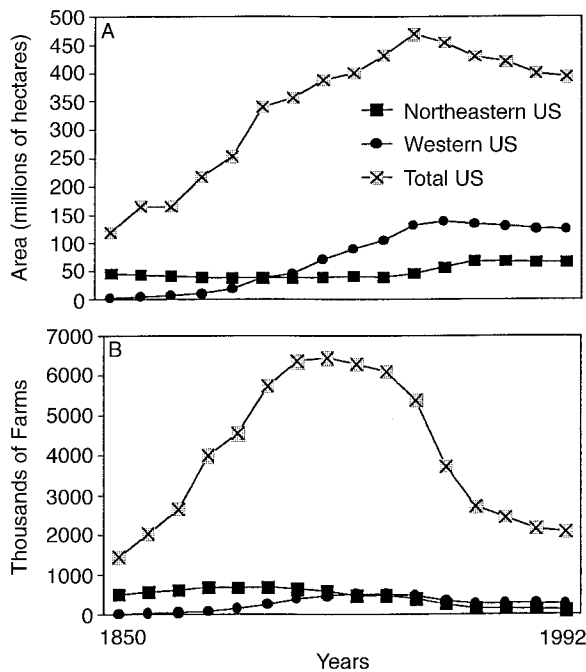 A
500
450
400
350
300
250
200
150
100
50
0
Area (millions of hectares)
Northeastern US
Western US
Total US
B
7000
6000
5000
4000
3000
2000
1000
0
Thousands of Farms
1850
1992
Years